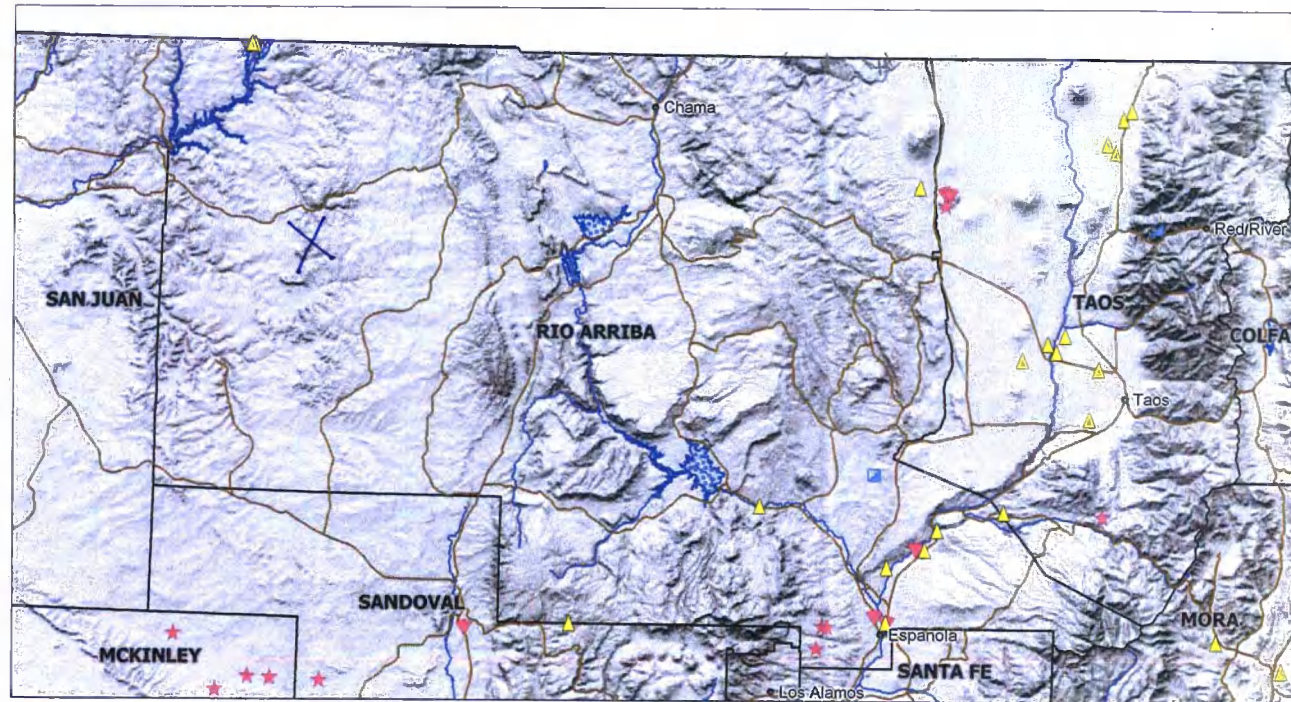 Chama
Red River
SAN JUAN
TAOS
RIO ARRIBA
COLFA
Taos
SANDOVAL
MORA
Espanola
MCKINLEY
SANTA FE
Los Alamos